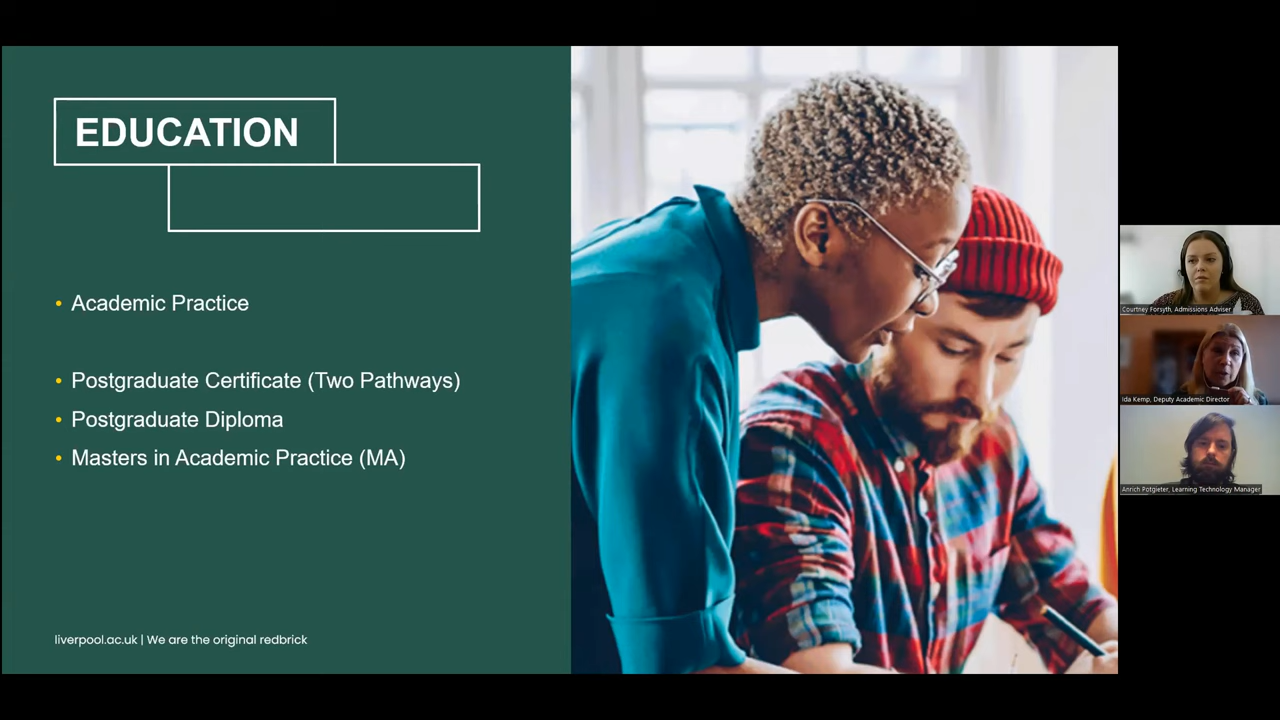 EDUCATION
• Academic Practice
• Postgraduate Certificate (Two Pathways)
• Postgraduate Diploma
• Masters in Academic Practice (MA)
liverpool.ac.uk | We are the original redbrick
Courtney Forsyth, Admissions Adviser
Ida Kemp, Deputy Academic Director
Anrich Potgieter, Learning Technology Manager